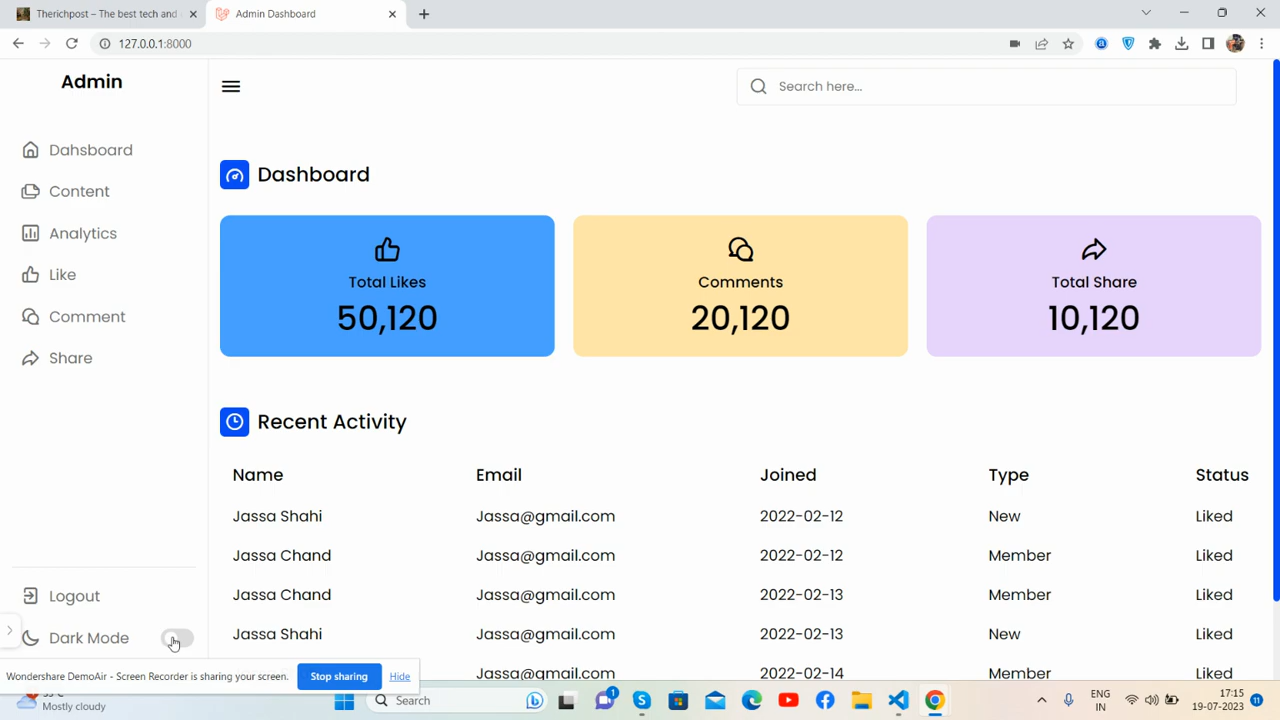 Therichpost – The best tech and
Admin Dashboard
127.0.0.1:8000
Admin
Search here...
Dahsboard
Content
Analytics
Like
Comment
Share
Dashboard
Total Likes
50,120
Comments
20,120
Total Share
10,120
Recent Activity
Name Email Joined Type Status
Jassa Shahi Jassa@gmail.com 2022-02-12 New Liked
Jassa Chand Jassa@gmail.com 2022-02-12 Member Liked
Jassa Chand Jassa@gmail.com 2022-02-13 Member Liked
Jassa Shahi Jassa@gmail.com 2022-02-13 New Liked
Jassa@gmail.com 2022-02-14 Member Liked
Logout
Dark Mode
Wondershare DemoAir - Screen Recorder is sharing your screen. Stop sharing Hide
Mostly cloudy
Search
1
ENG
IN
17:15
19-07-2023
11